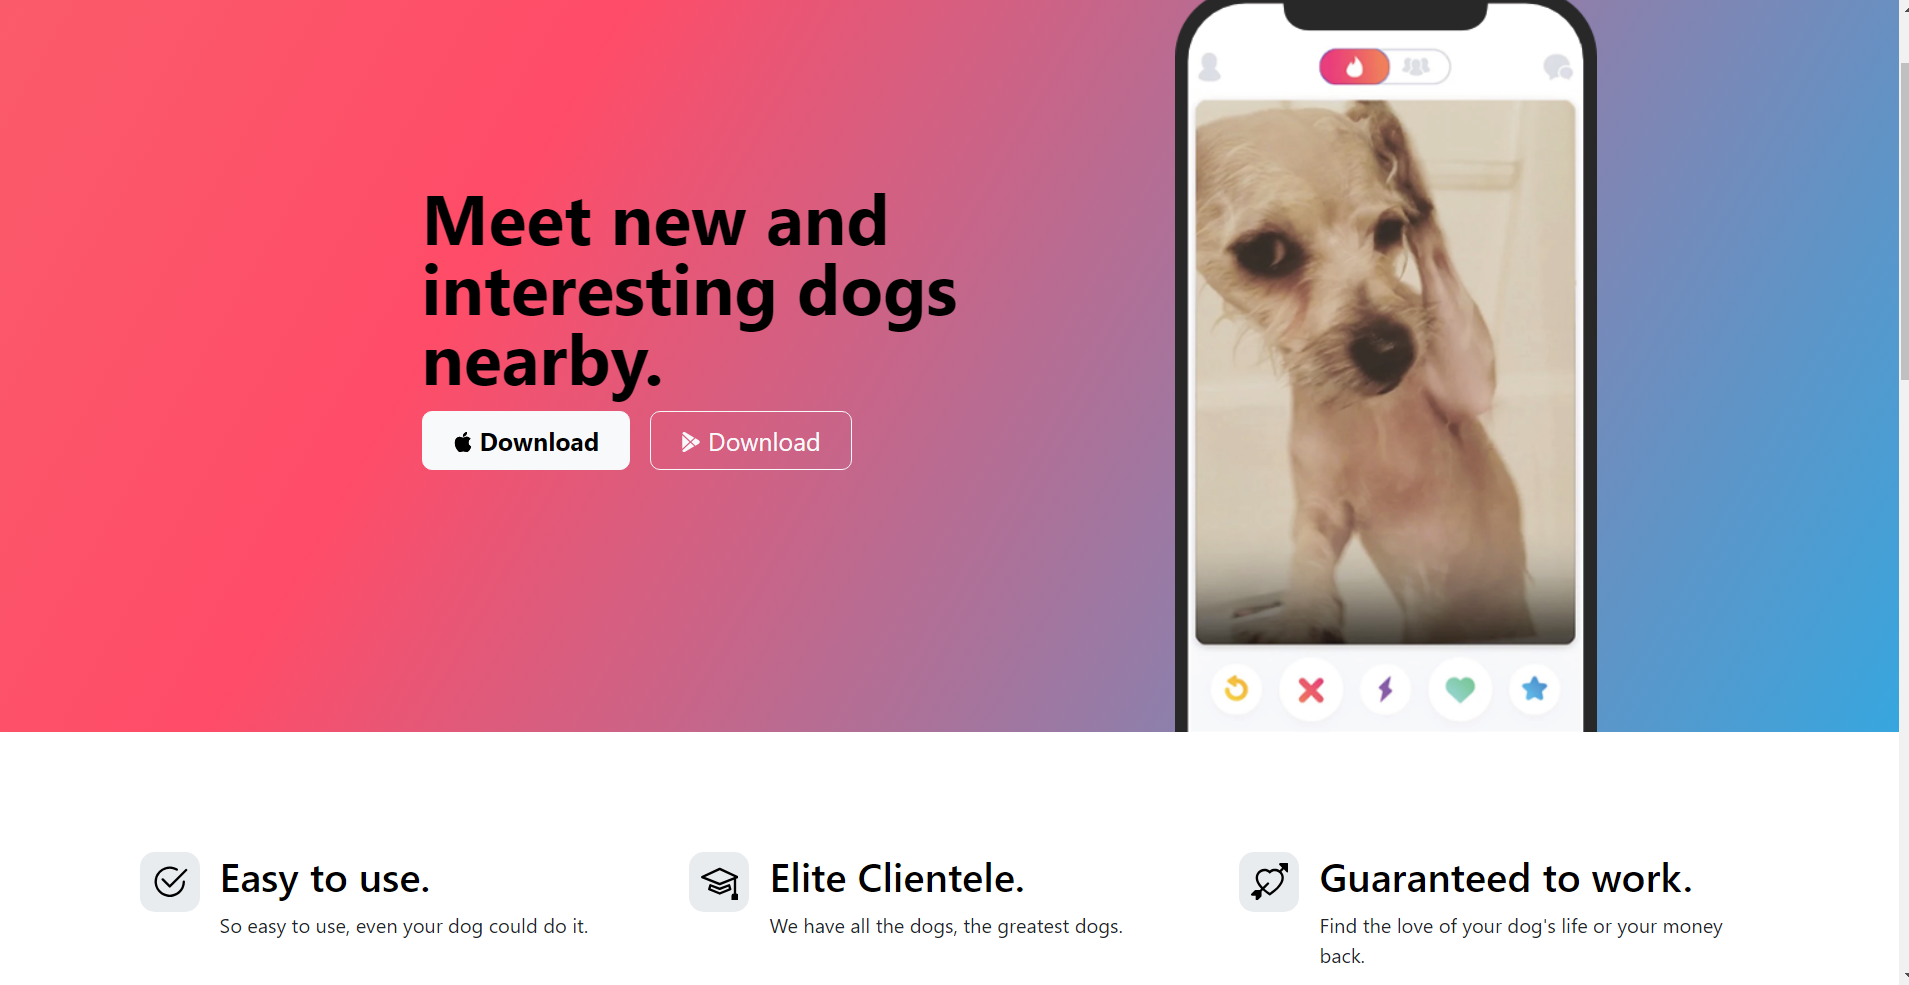 Meet new and
interesting dogs
nearby.
Download
Download
Easy to use.
So easy to use, even your dog could do it.
Elite Clientele.
We have all the dogs, the greatest dogs.
Guaranteed to work.
Find the love of your dog's life or your money
back.